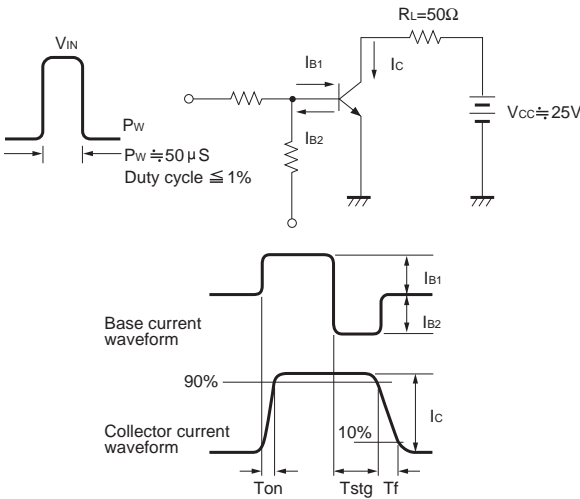 RL=50Ω
VIN
IB1
IC
PW
IB2
VCC≒25V
PW≒50μS
Duty cycle ≦1%
IB1
Base current
waveform
IB2
90%
IC
Collector current
waveform
10%
Ton
Tstg
Tf